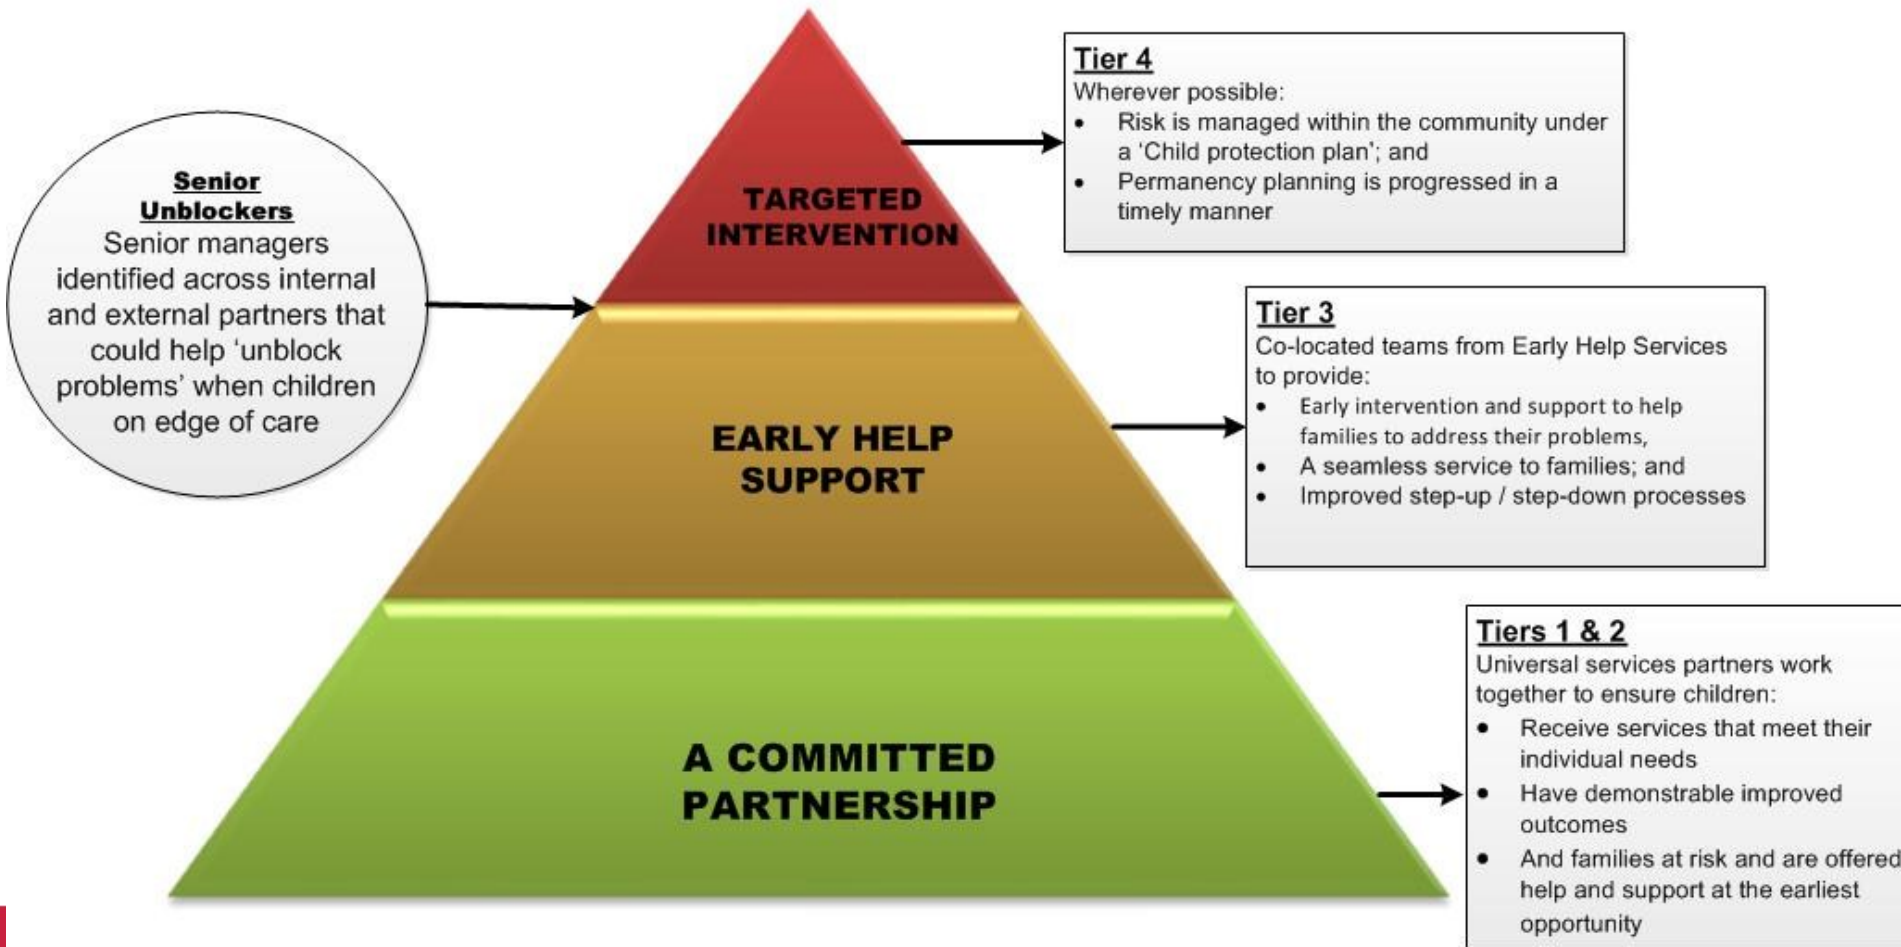 Senior
Unblockers
Senior managers
identified across internal
and external partners that
could help ‘unblock
problems’ when children
on edge of care
TARGETED
INTERVENTION
EARLY HELP
SUPPORT
A COMMITTED
PARTNERSHIP
Tier 4
Wherever possible:
• Risk is managed within the community under
a ‘Child protection plan’; and
• Permanency planning is progressed in a
timely manner
Tier 3
Co-located teams from Early Help Services
to provide:
• Early intervention and support to help
families to address their problems,
• A seamless service to families; and
• Improved step-up / step-down processes
Tiers 1 & 2
Universal services partners work
together to ensure children:
• Receive services that meet their
individual needs
• Have demonstrable improved
outcomes
• And families at risk and are offered
help and support at the earliest
opportunity